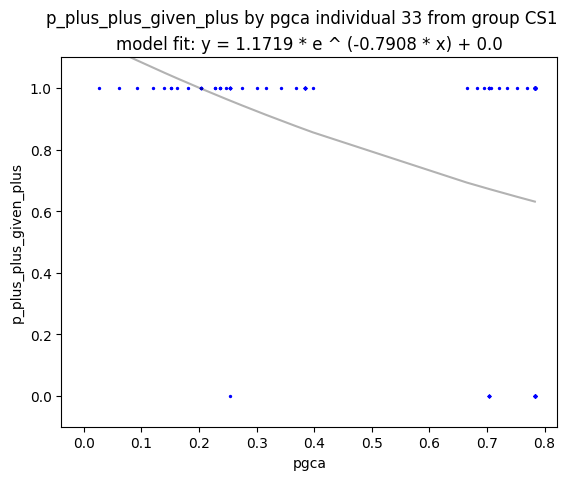 p_plus_plus_given_plus by pgca individual 33 from group CS1
model fit: y = 1.1719 * e ^ (-0.7908 * x) + 0.0
1.0
0.8
0.6
0.4
0.2
0.0
p_plus_plus_given_plus
0.0 0.1 0.2 0.3 0.4 0.5 0.6 0.7 0.8
pgca